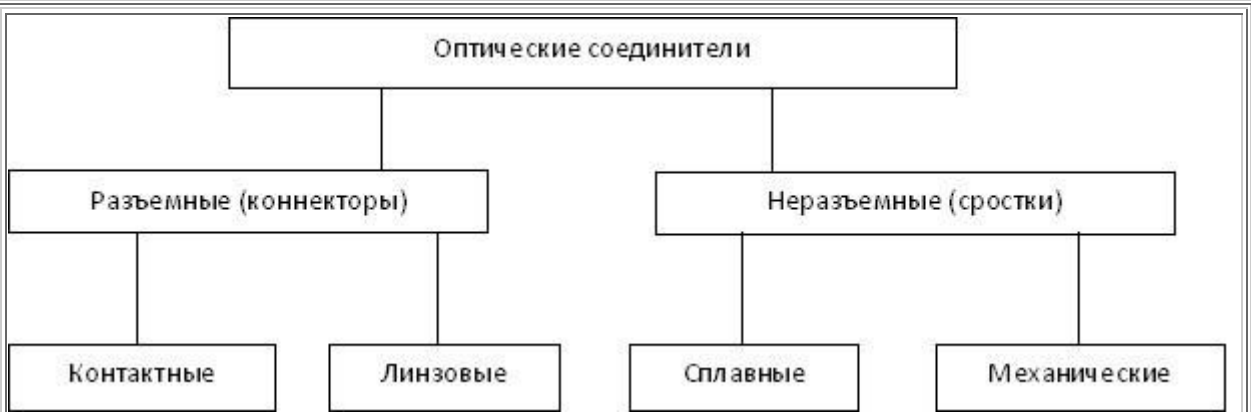 Оптические соединители
Разъемные (коннекторы)
Неразъемные (сростки)
Контактные
Линзовые
Сплавные
Механические